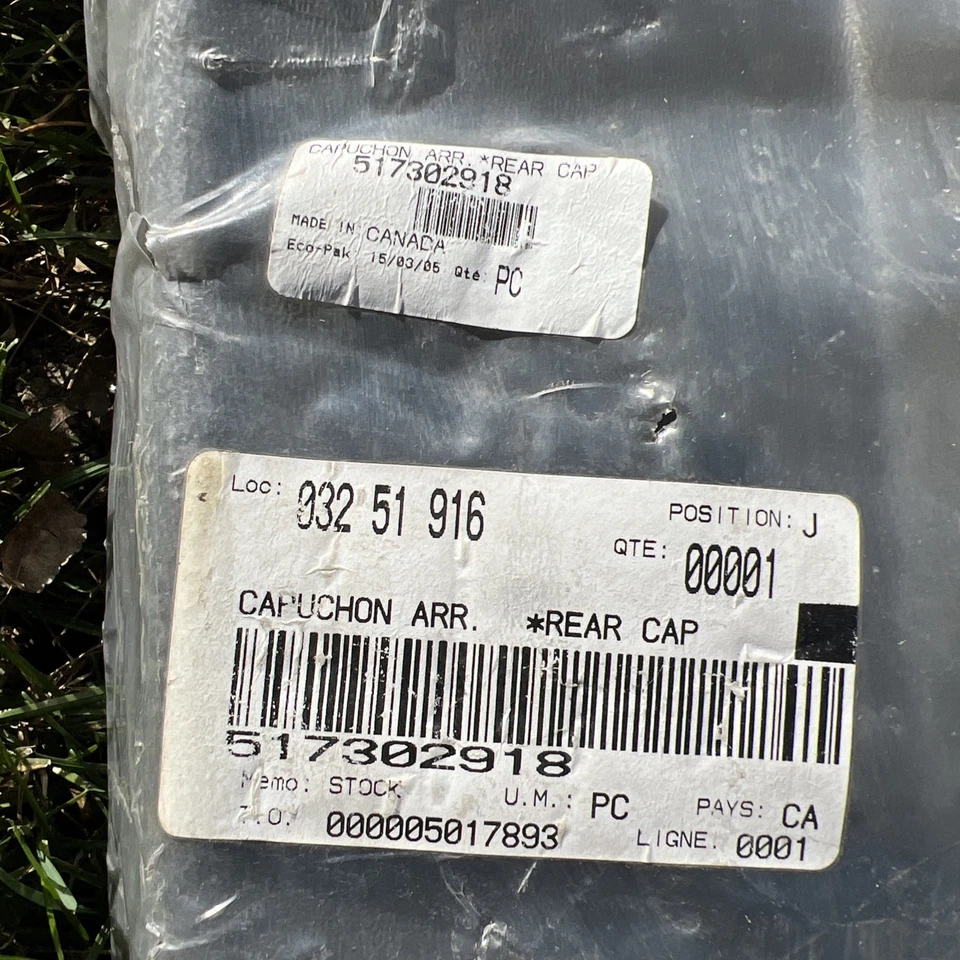 CAPUCHON ARR. *REAR CAP
517302918
MADE IN CANADA
Eco-Pak 15/03/05 Qté PC
Loc: 032 51 916
POSITION: J
QTE: 00001
CAPUCHON ARR. *REAR CAP
517302918
Memo: STOCK U.M.: PC PAYS: CA
000005017893 LIGNE. 0001